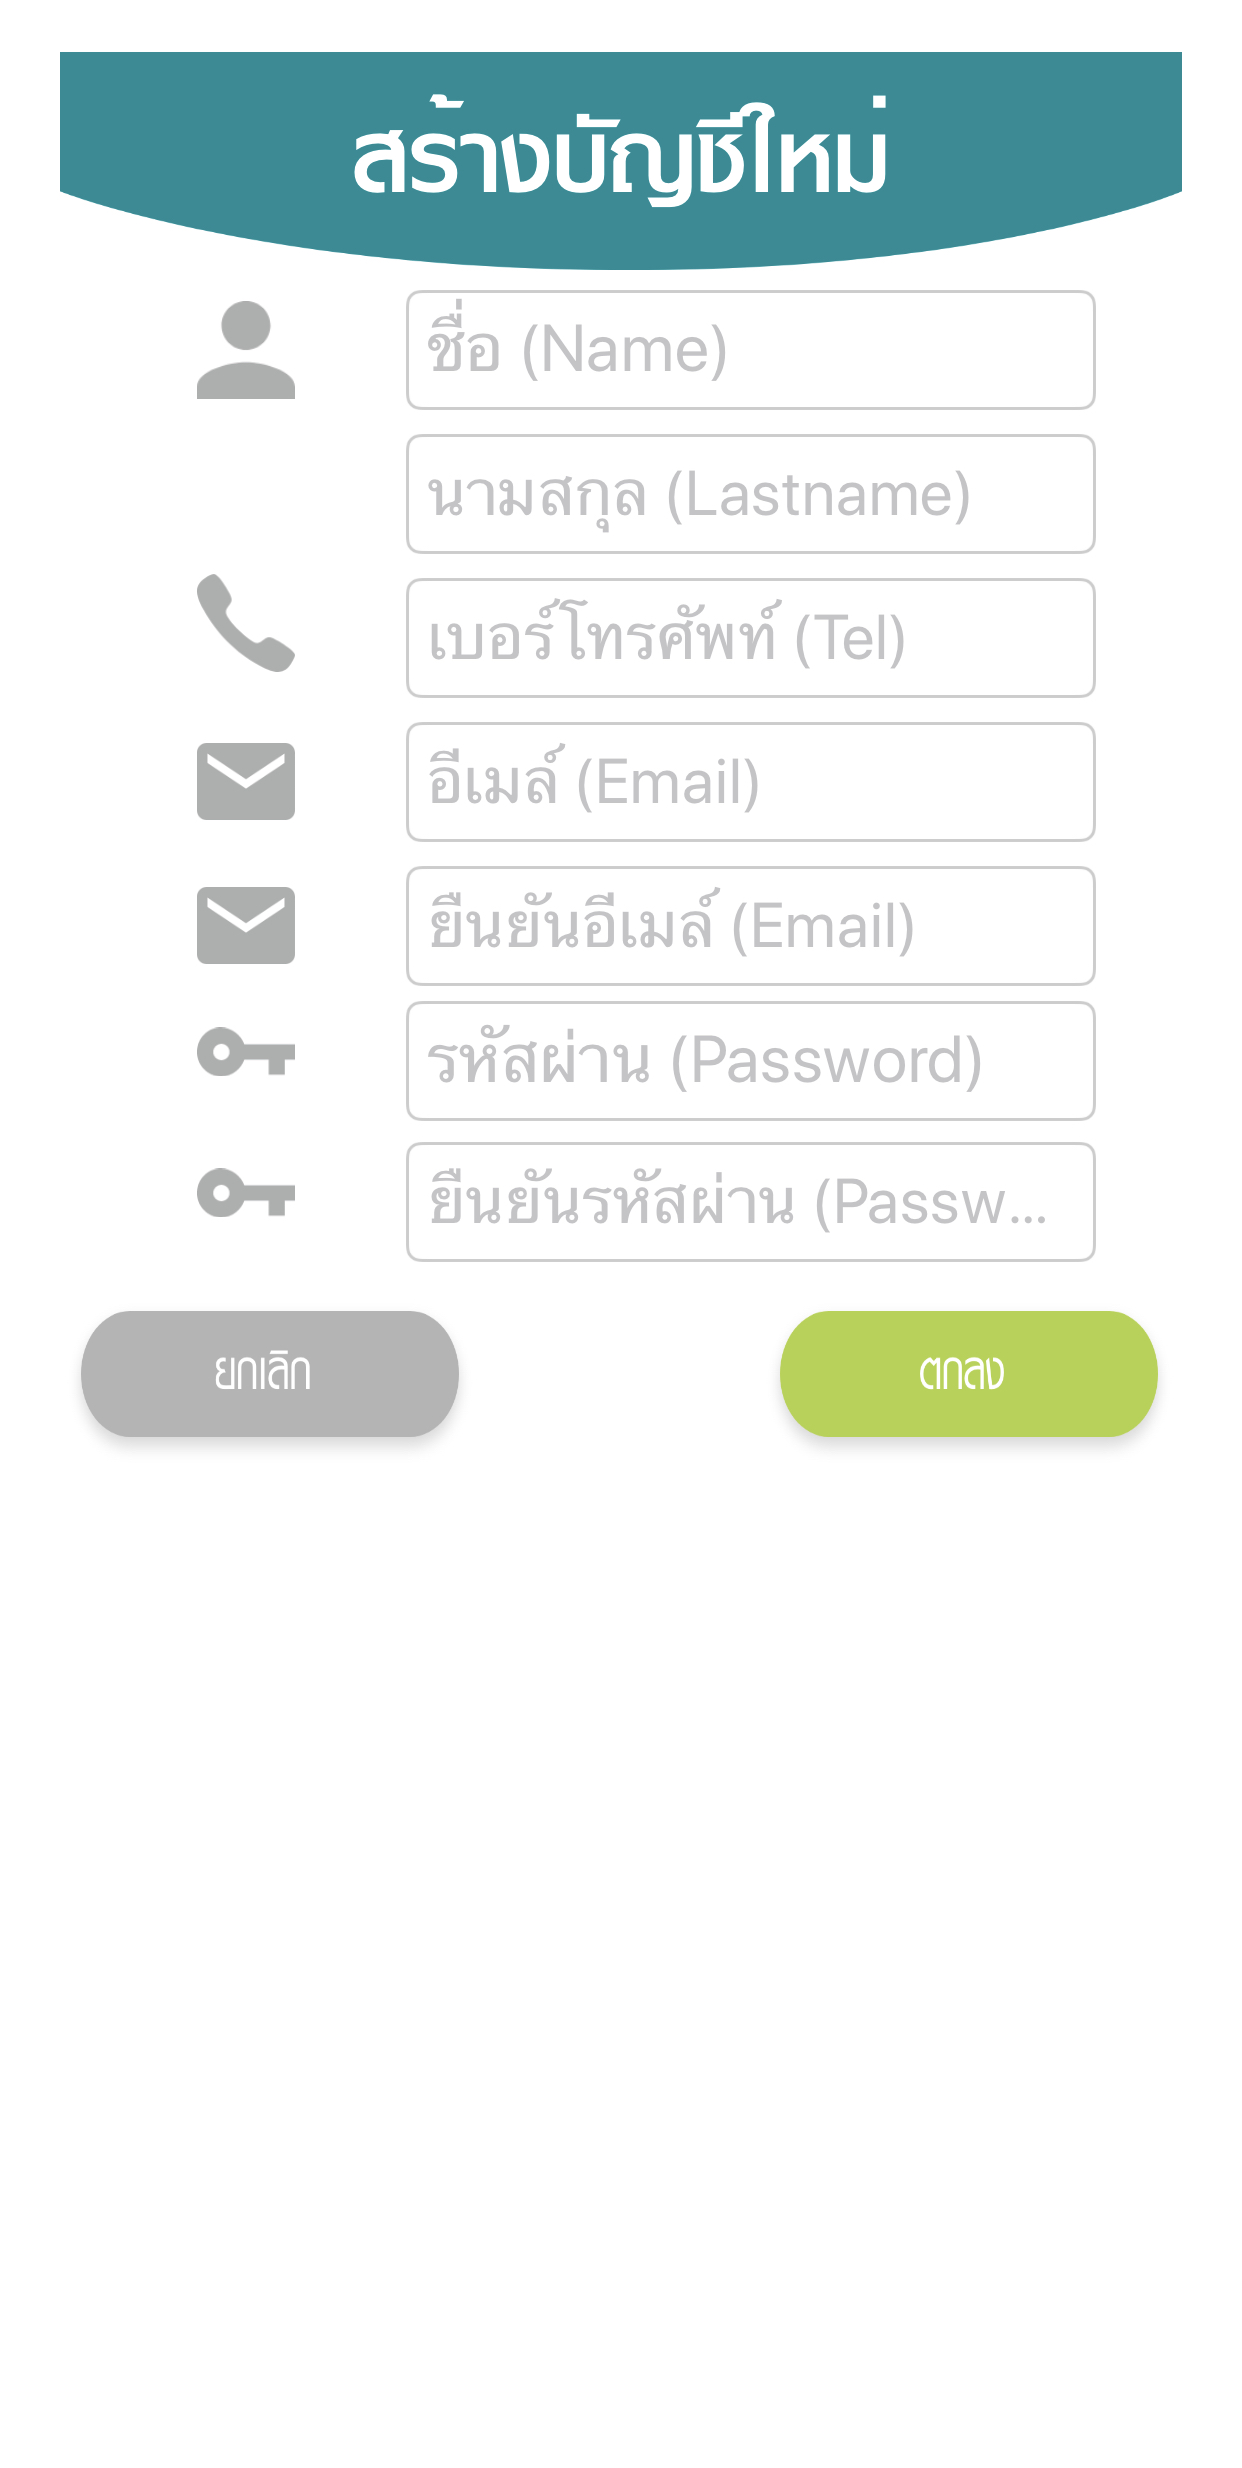 สร้างบัญชีใหม่
ชื่อ (Name)
นามสกุล (Lastname)
เบอร์โทรศัพท์ (Tel)
อีเมล์ (Email)
ยืนยันอีเมล์ (Email)
รหัสผ่าน (Password)
ยืนยันรหัสผ่าน (Passw...
ยกเลิก ตกลง